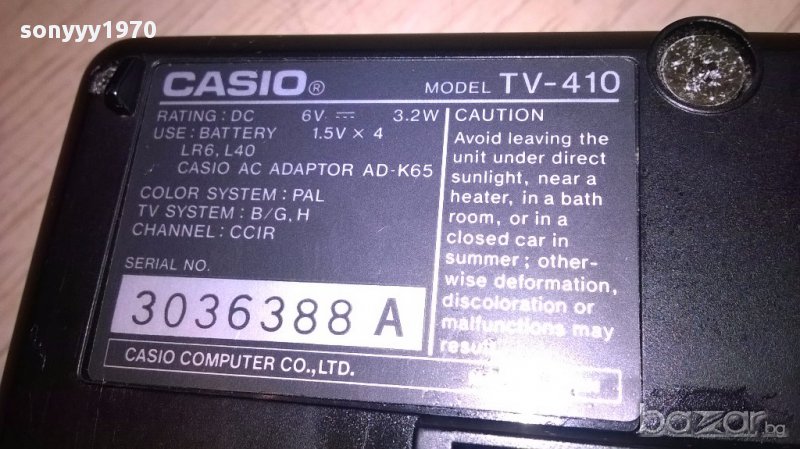 sonyyy1970
CASIO®
MODEL TV-410
RATING: DC 6V 3.2W
USE: BATTERY 1.5V × 4
LR6, L40
CASIO AC ADAPTOR AD-K65
COLOR SYSTEM: PAL
TV SYSTEM: B/G, H
CHANNEL: CCIR
SERIAL NO.
3036388 A
CASIO COMPUTER CO., LTD.
CAUTION
Avoid leaving the
unit under direct
sunlight, near a
heater, in a bath
room, or in a
closed car in
summer; other-
wise deformation,
discoloration or
malfunctions may
bazar.bg